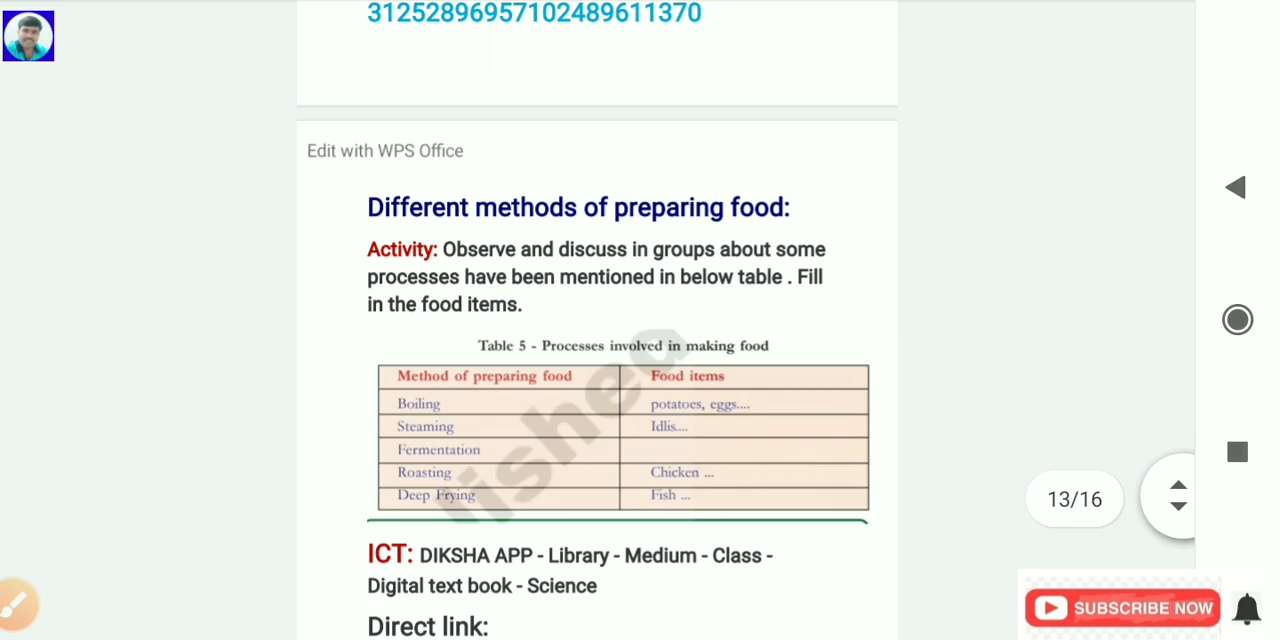 31252896957102489611370
Edit with WPS Office
Different methods of preparing food:
Activity: Observe and discuss in groups about some
processes have been mentioned in below table . Fill
in the food items.
Table 5 - Processes involved in making food
Method of preparing food Food items
Boiling potatoes, eggs....
Steaming Idlis....
Fermentation
Roasting Chicken ...
Deep Frying Fish ...
lishea
ICT: DIKSHA APP - Library - Medium - Class -
Digital text book - Science
Direct link:
13/16
SUBSCRIBE NOW